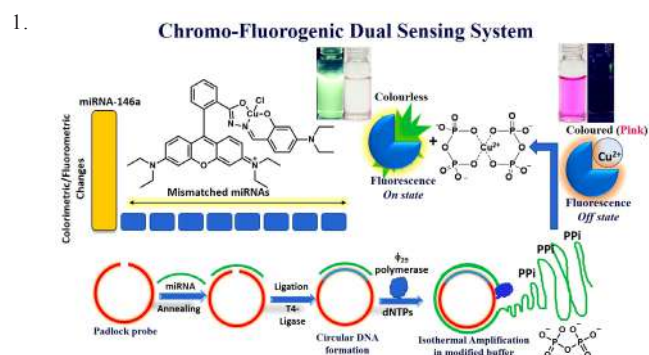 1.
Chromo-Fluorogenic Dual Sensing System
miRNA-146a
Colorimetric/Fluorometric
Changes
Cl
O
Cu
O
N
N
N
N
O
N
Mismatched miRNAs
Colourless
Fluorescence
On state
+
O⁻
O
P
O
Cu²⁺
Coloured (Pink)
Cu²⁺
Fluorescence
Off state
PPi
PPi
PPi
PPi
Padlock probe
miRNA
Annealing
Ligation
T4-
Ligase
Circular DNA
formation
ϕ29
polymerase
dNTPs
Isothermal Amplification
in modified buffer